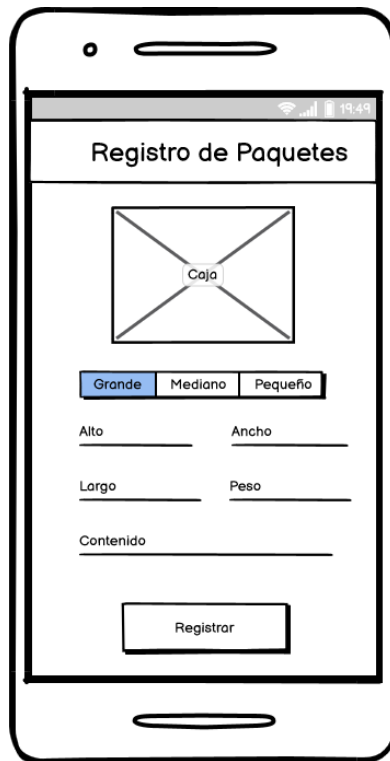 19:49
Registro de Paquetes
Caja
Grande Mediano Pequeño
Alto Ancho
Largo Peso
Contenido
Registrar